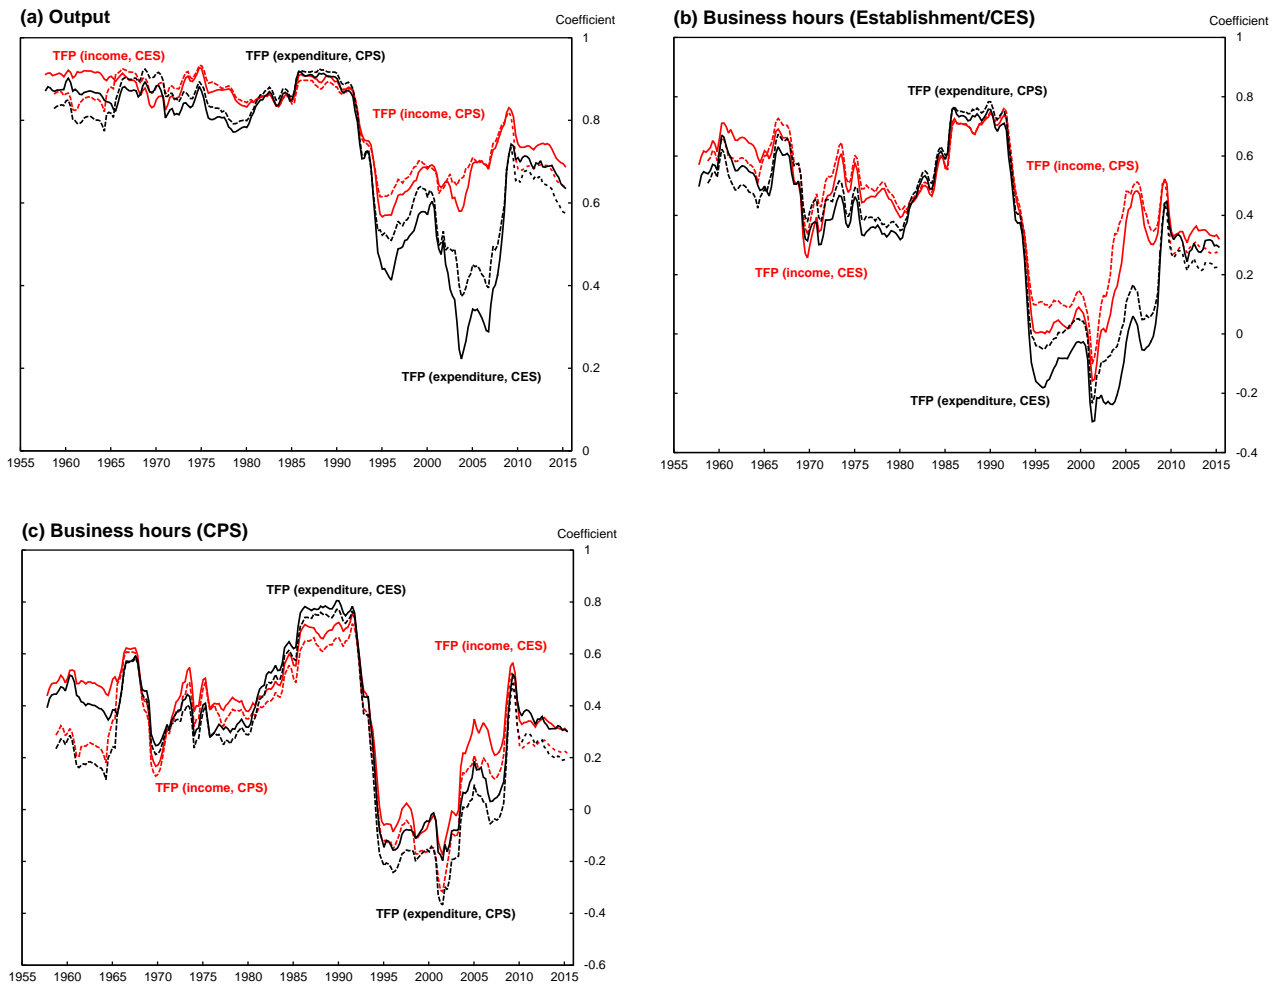 (a) Output
Coefficient
TFP (income, CES)
TFP (expenditure, CPS)
TFP (income, CPS)
TFP (expenditure, CES)
1
0.8
0.6
0.4
0.2
0
1955 1960 1965 1970 1975 1980 1985 1990 1995 2000 2005 2010 2015
(b) Business hours (Establishment/CES)
Coefficient
TFP (expenditure, CPS)
TFP (income, CPS)
TFP (income, CES)
TFP (expenditure, CES)
1
0.8
0.6
0.4
0.2
0
-0.2
-0.4
1955 1960 1965 1970 1975 1980 1985 1990 1995 2000 2005 2010 2015
(c) Business hours (CPS)
Coefficient
TFP (expenditure, CES)
TFP (income, CES)
TFP (income, CPS)
TFP (expenditure, CPS)
1
0.8
0.6
0.4
0.2
0
-0.2
-0.4
-0.6
1955 1960 1965 1970 1975 1980 1985 1990 1995 2000 2005 2010 2015